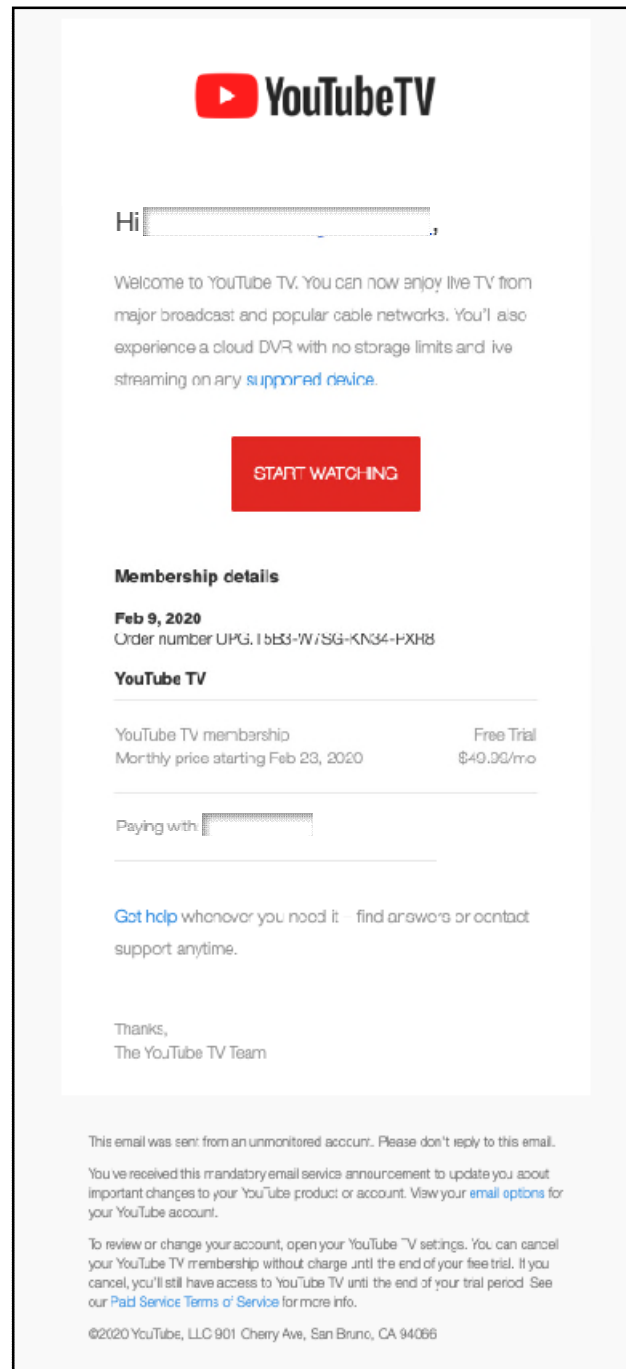 YouTubeTV
Hi ,
Welcome to YouTube TV. You can now enjoy live TV from
major broadcast and popular cable networks. You'll also
experience a cloud DVR with no storage limits and live
streaming on any supported device.
START WATCHING
Membership details
Feb 9, 2020
Order number
YouTube TV
YouTube TV membership Free Trial
Monthly price starting Feb 23, 2020 $49.99/mo
Paying with
Get help whenever you need it – find answers or contact
support anytime.
Thanks,
The YouTube TV Team
This email was sent from an unmonitored account. Please don't reply to this email.
You've received this mandatory email service announcement to update you about
important changes to your YouTube product or account. View your email options for
your YouTube account.
To review or change your account, open your YouTube TV settings. You can cancel
your YouTube TV membership without charge until the end of your free trial. If you
cancel, you'll still have access to YouTube TV until the end of your trial period. See
our Paid Service Terms of Service for more info.
©2020 YouTube, LLC 901 Cherry Ave, San Bruno, CA 94066